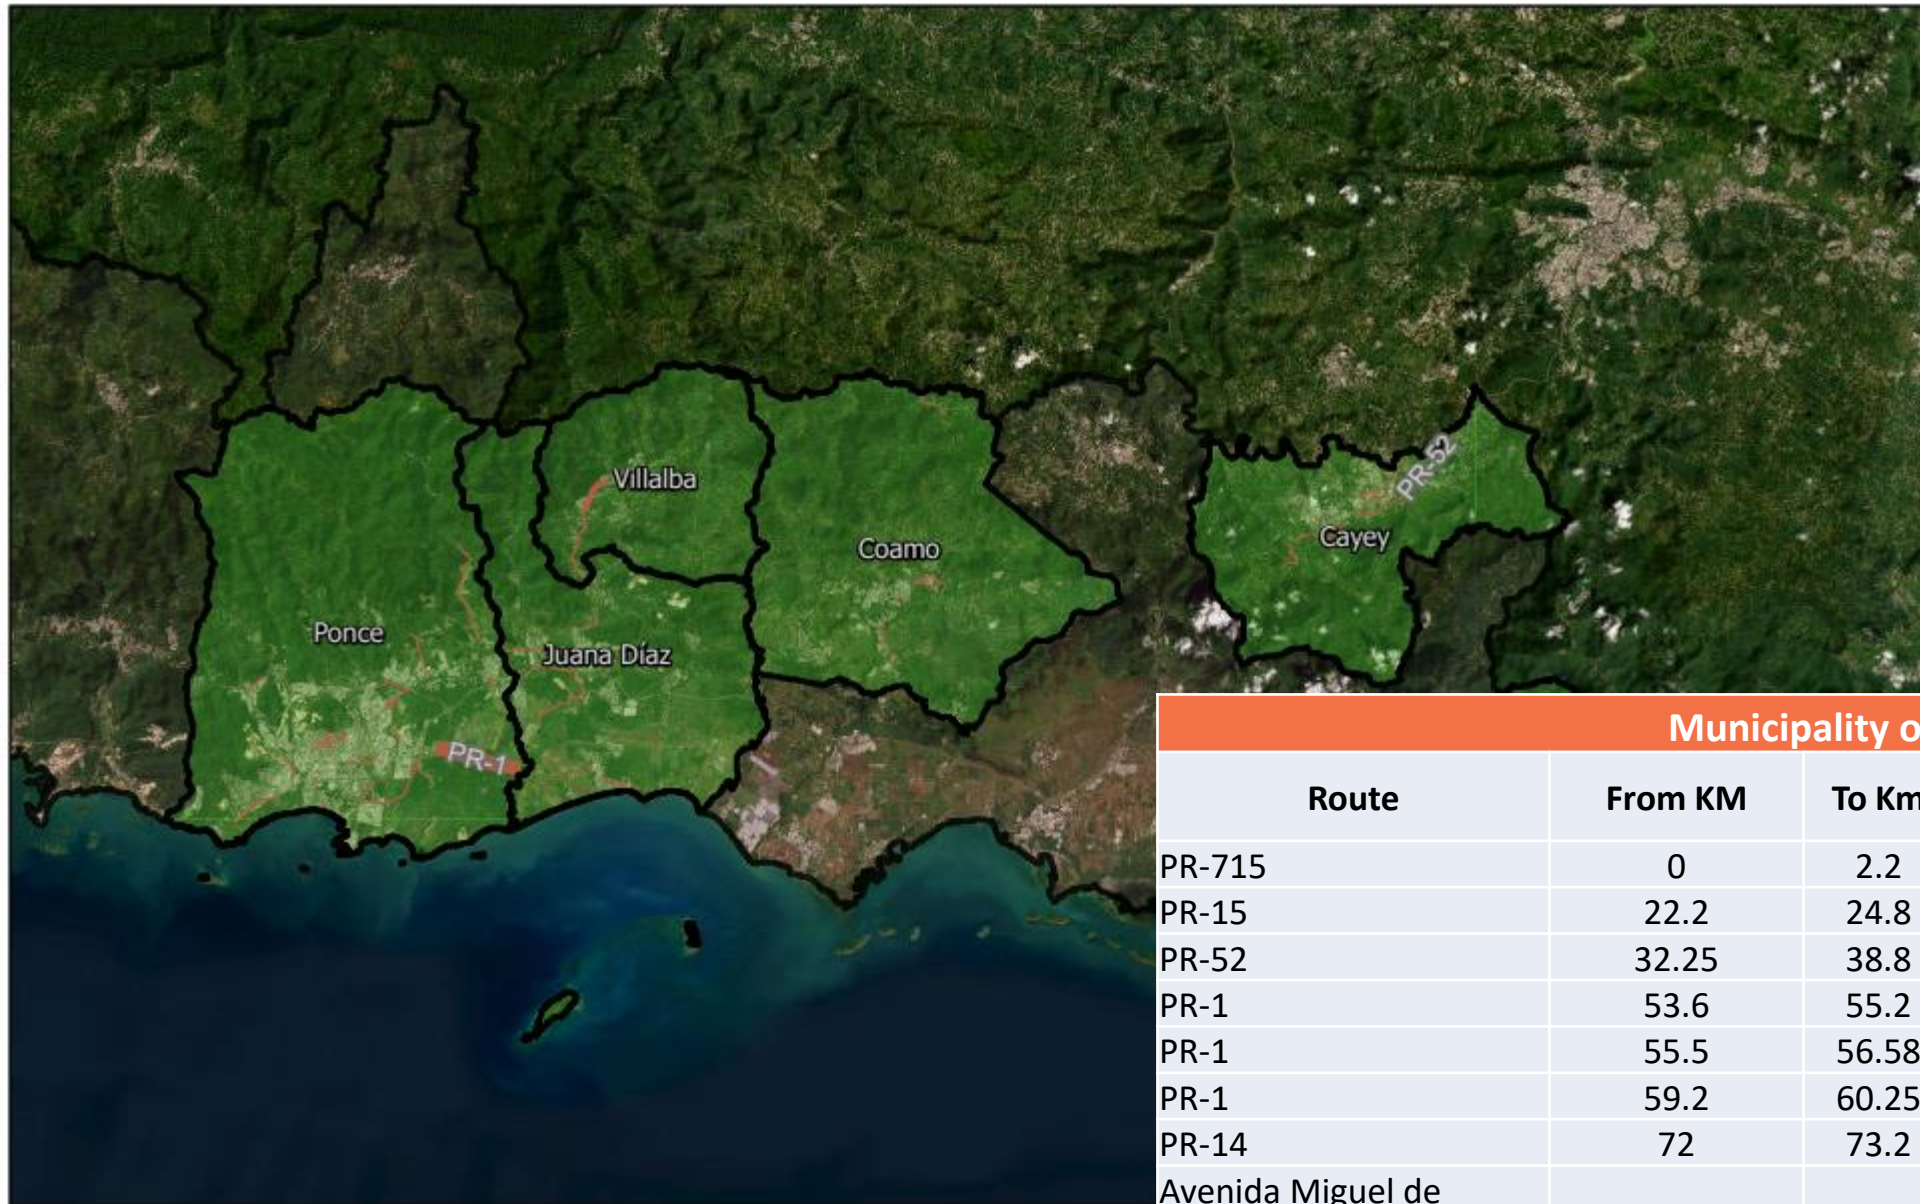 Villalba
PR-52
Cayey
Coamo
Ponce
Juana Díaz
PR-1
Municipality o
Route From KM To Km
PR-715 0 2.2
PR-15 22.2 24.8
PR-52 32.25 38.8
PR-1 53.6 55.2
PR-1 55.5 56.58
PR-1 59.2 60.25
PR-14 72 73.2
Avenida Miguel de